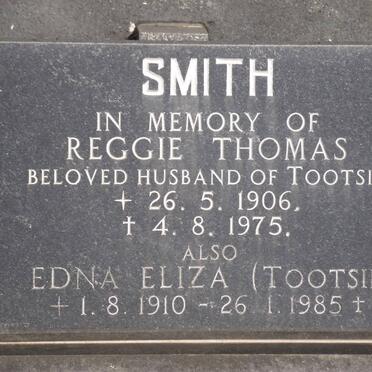 SMITH
IN MEMORY OF
REGGIE THOMAS
BELOVED HUSBAND OF TOOTSI
+ 26. 5. 1906.
† 4. 8. 1975.
ALSO
EDNA ELIZA (TOOTSI
+ 1. 8. 1910 - 26. 1. 1985 +